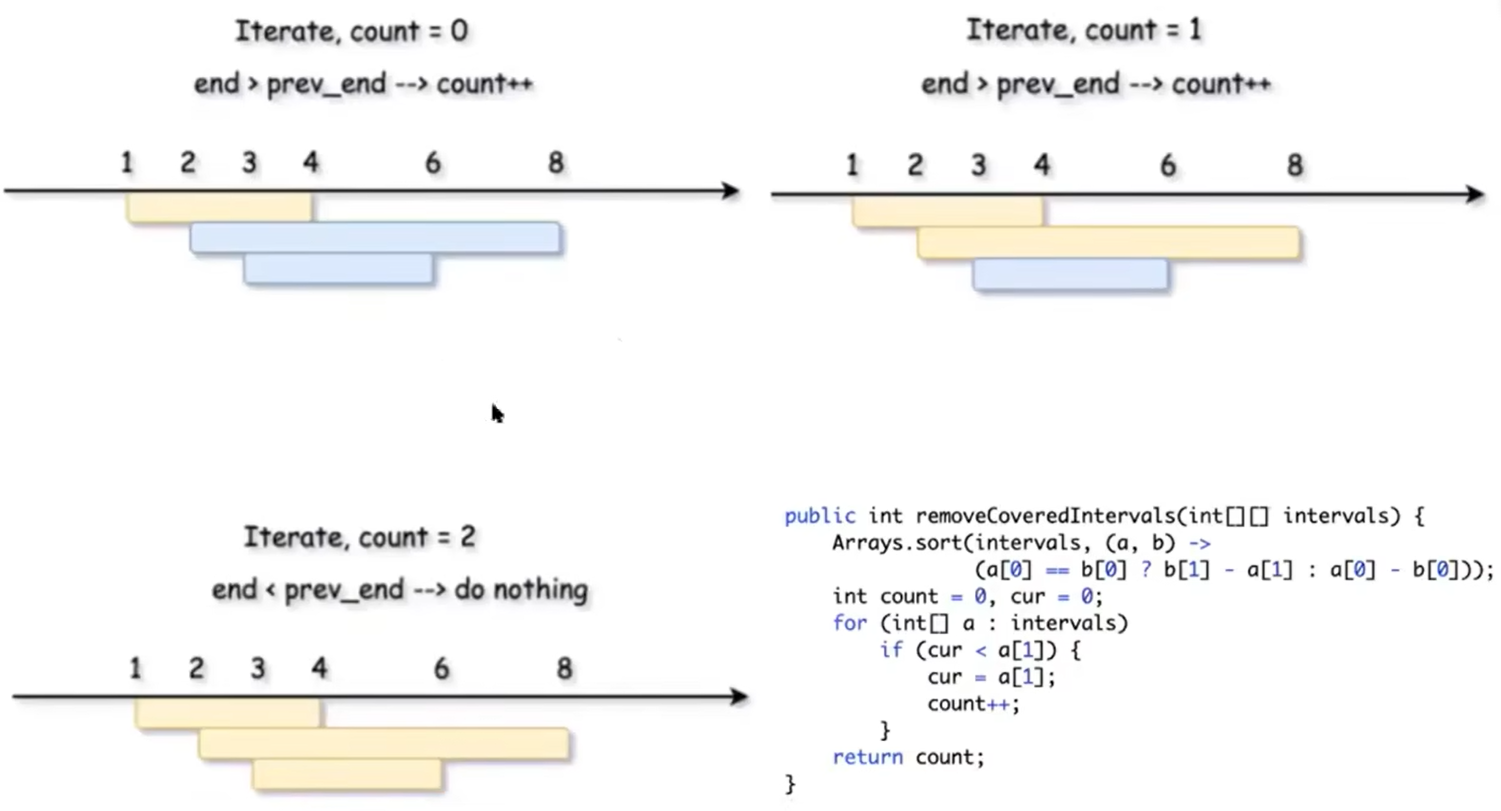 Iterate, count = 0
end > prev_end --> count++
1 2 3 4 6 8
Iterate, count = 1
end > prev_end --> count++
1 2 3 4 6 8
Iterate, count = 2
end < prev_end --> do nothing
1 2 3 4 6 8
public int removeCoveredIntervals(int[][] intervals) {
    Arrays.sort(intervals, (a, b) ->
                (a[0] == b[0] ? b[1] - a[1] : a[0] - b[0]));
    int count = 0, cur = 0;
    for (int[] a : intervals)
        if (cur < a[1]) {
            cur = a[1];
            count++;
        }
    return count;
}